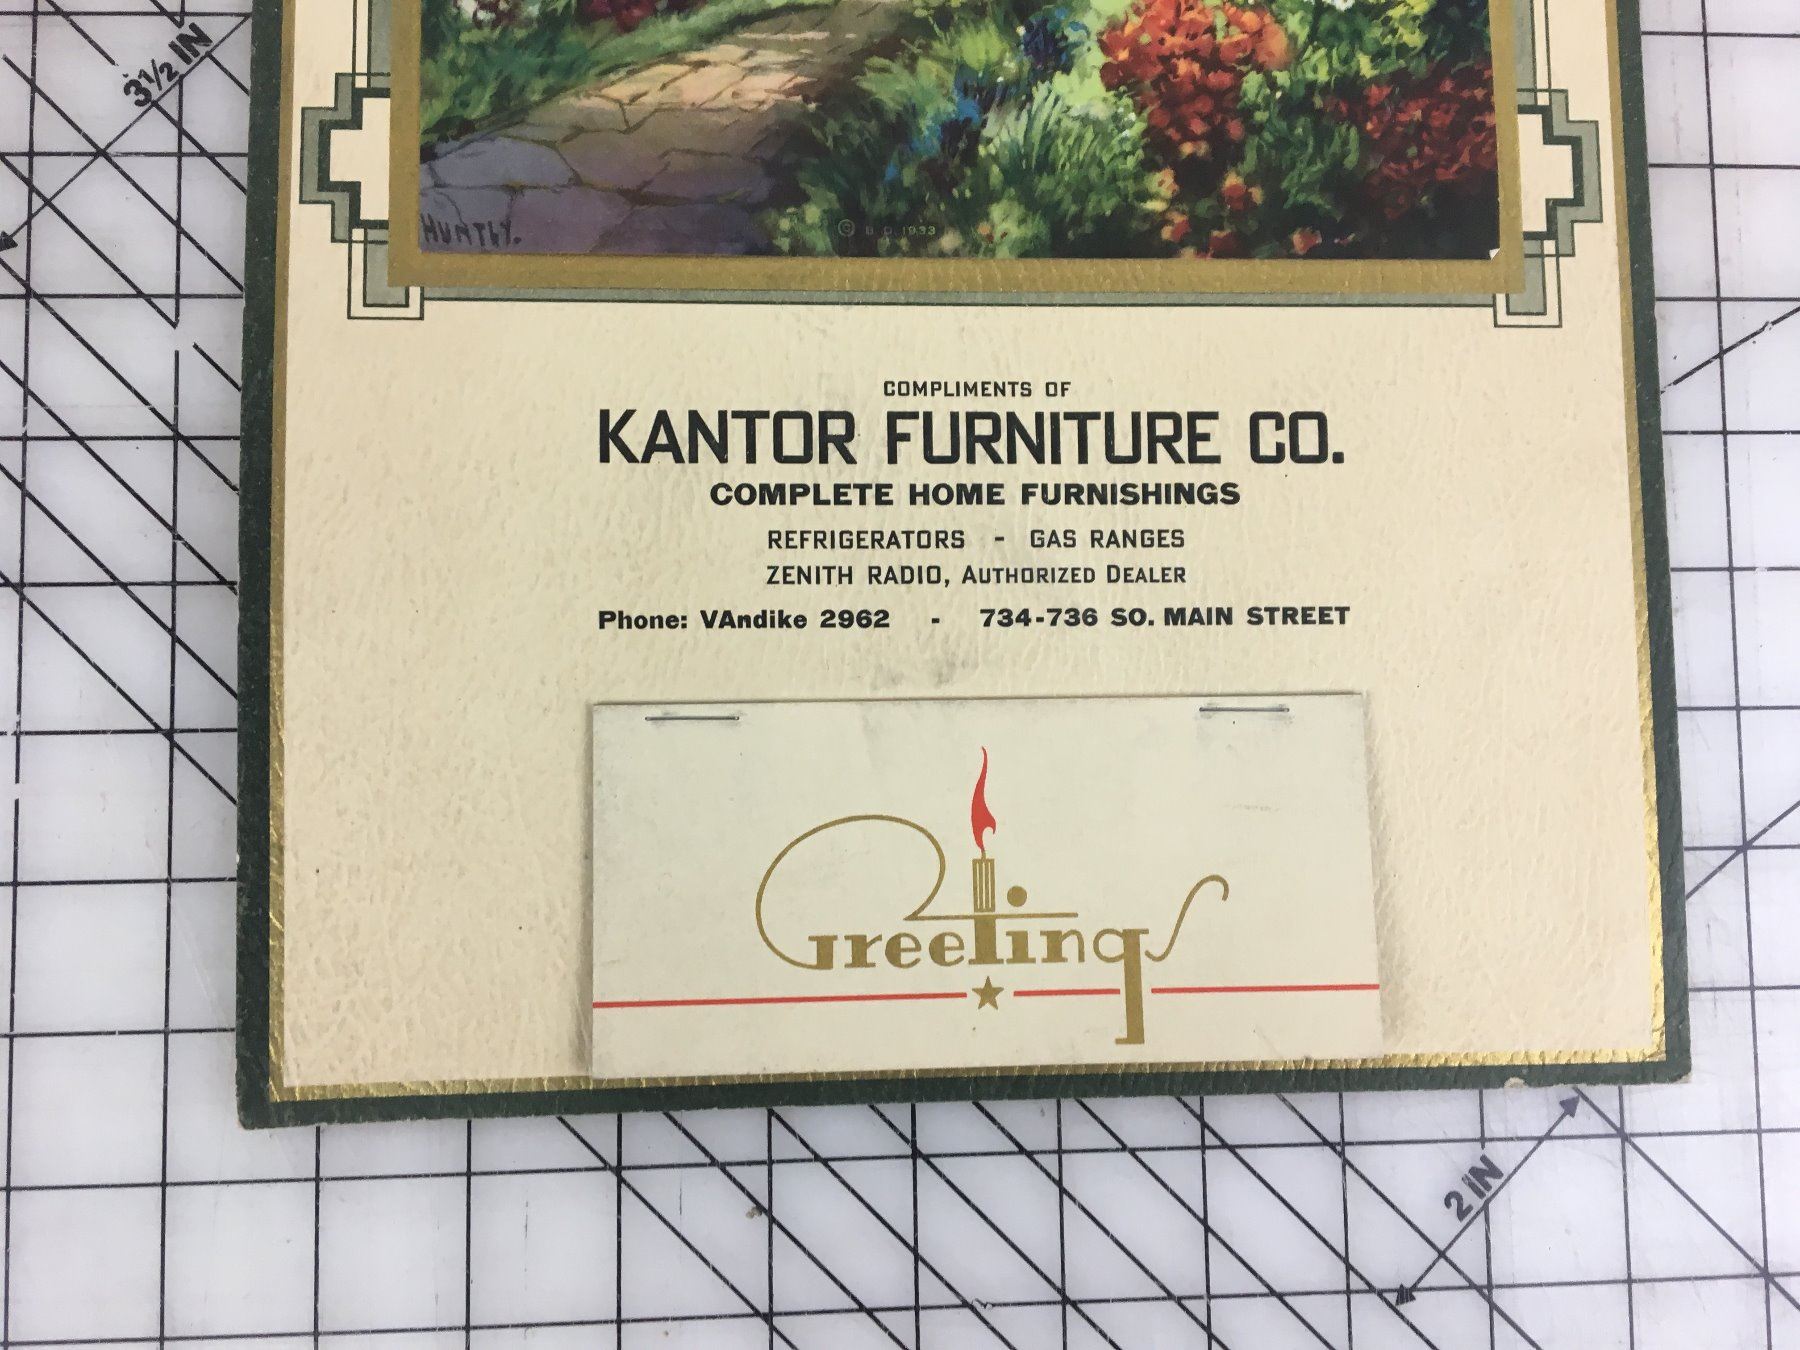 3½ IN
HUNTLY.
© B. D. 1933
COMPLIMENTS OF
KANTOR FURNITURE CO.
COMPLETE HOME FURNISHINGS
REFRIGERATORS - GAS RANGES
ZENITH RADIO, AUTHORIZED DEALER
Phone: VAndike 2962 - 734-736 SO. MAIN STREET
Greetings
2 IN